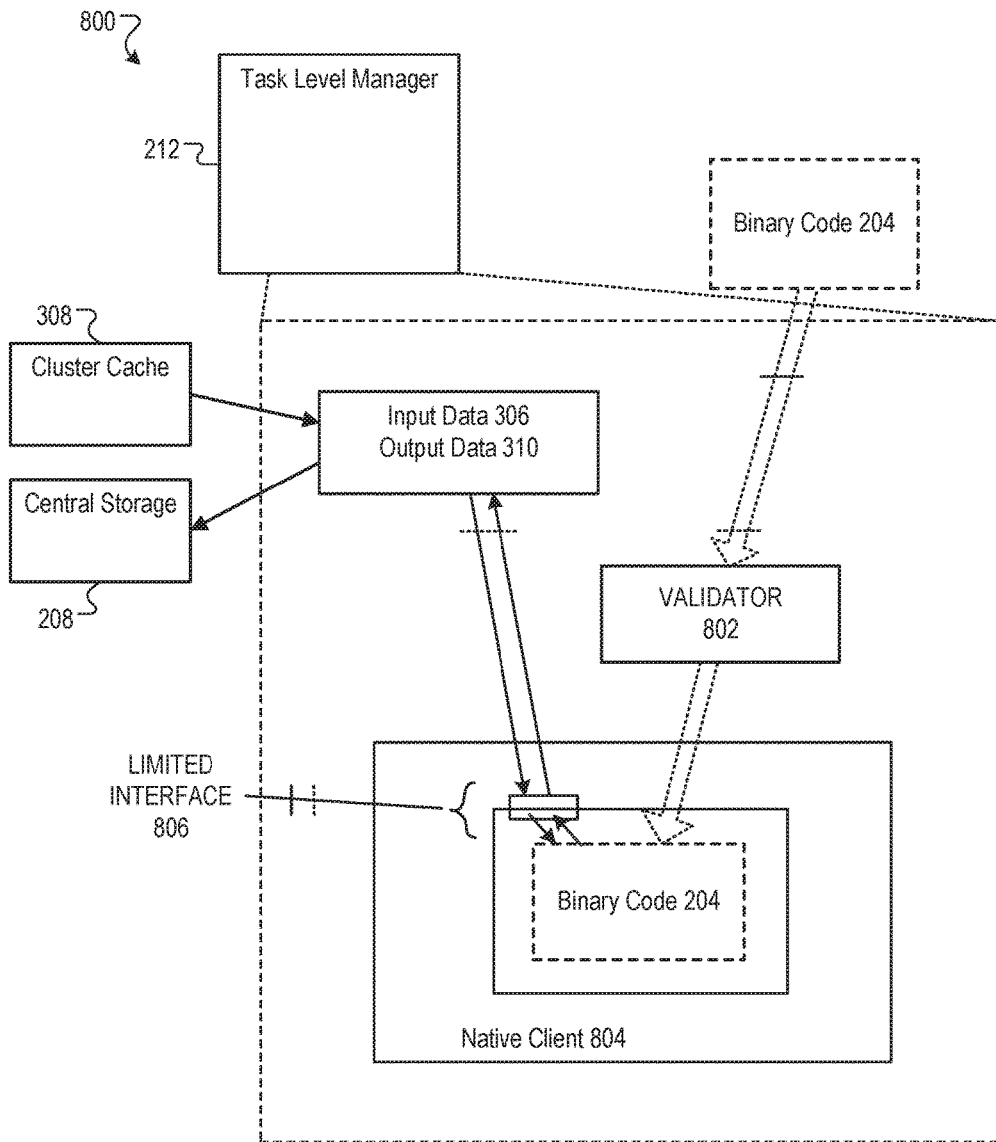 800
Task Level Manager
212
Binary Code 204
308
Cluster Cache
Input Data 306
Output Data 310
Central Storage
208
VALIDATOR
802
LIMITED
INTERFACE
806
Binary Code 204
Native Client 804